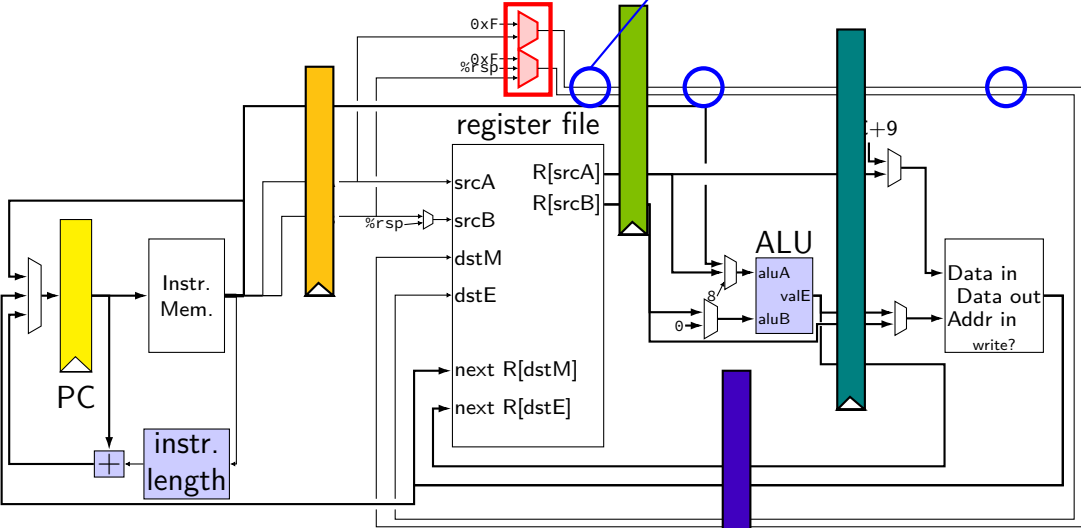 0xF
0xF
%rsp
register file
+9
R[srcA]
srcA
R[srcB]
%rsp
srcB
ALU
dstM
Instr.
Mem.
aluA
Data in
8
valE
Data out
dstE
0
aluB
Addr in
write?
next R[dstM]
PC
next R[dstE]
instr.
length
+